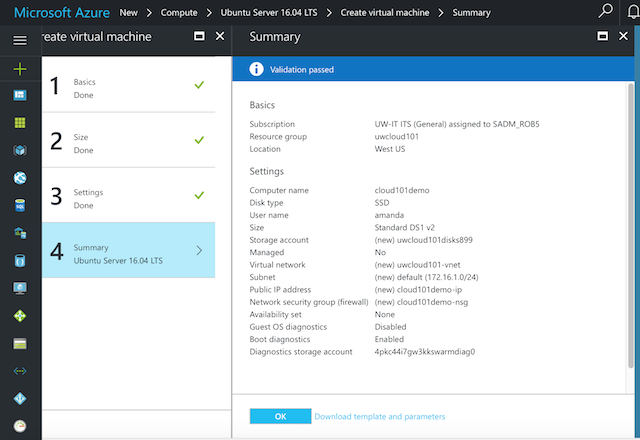 Microsoft Azure New > Compute > Ubuntu Server 16.04 LTS > Create virtual machine > Summary
reate virtual machine
Summary
1 Basics
Done
2 Size
Done
3 Settings
Done
4 Summary
Ubuntu Server 16.04 LTS
Validation passed
Basics
Subscription UW-IT ITS (General) assigned to SADM_ROB5
Resource group uwcloud101
Location West US
Settings
Computer name cloud101demo
Disk type SSD
User name amanda
Size Standard DS1 v2
Storage account (new) uwcloud101disks899
Managed No
Virtual network (new) uwcloud101-vnet
Subnet (new) default (172.16.1.0/24)
Public IP address (new) cloud101demo-ip
Network security group (firewall) (new) cloud101demo-nsg
Availability set None
Guest OS diagnostics Disabled
Boot diagnostics Enabled
Diagnostics storage account 4pkc44i7gw3kkswarmdiag0
OK Download template and parameters